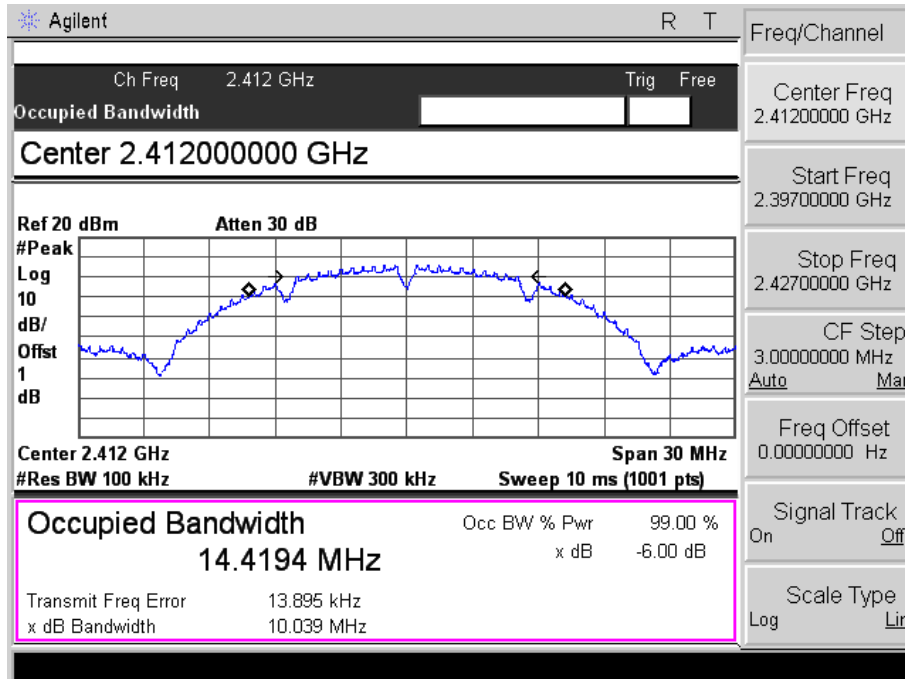 Agilent R T
Ch Freq 2.412 GHz Trig Free
Occupied Bandwidth
Center 2.412000000 GHz
Ref 20 dBm Atten 30 dB
#Peak
Log
10
dB/
Offst
1
dB
Center 2.412 GHz Span 30 MHz
#Res BW 100 kHz #VBW 300 kHz Sweep 10 ms (1001 pts)
Occupied Bandwidth Occ BW % Pwr 99.00 %
14.4194 MHz x dB -6.00 dB
Transmit Freq Error 13.895 kHz
x dB Bandwidth 10.039 MHz
Freq/Channel
Center Freq
2.41200000 GHz
Start Freq
2.39700000 GHz
Stop Freq
2.42700000 GHz
CF Step
3.00000000 MHz
Auto Man
Freq Offset
0.00000000 Hz
Signal Track
On Off
Scale Type
Log Lin